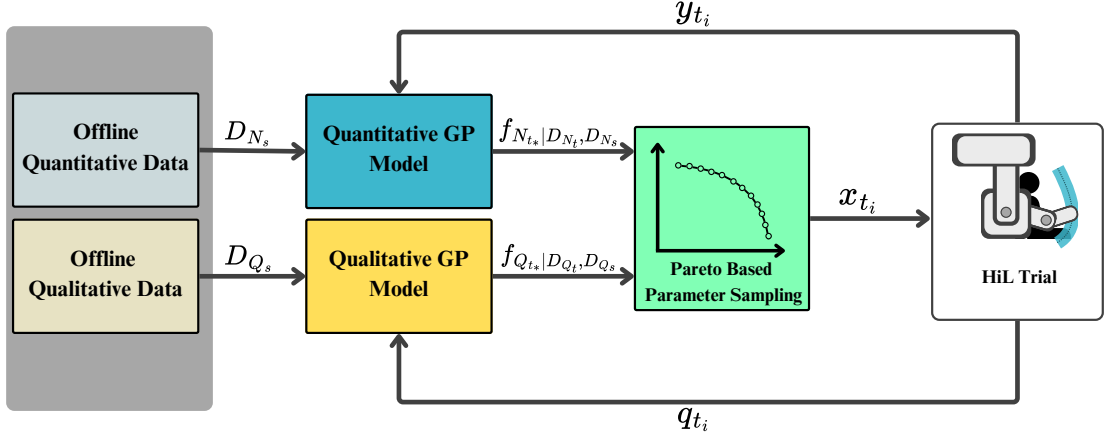 $y_{t_i}$
Offline
Quantitative Data
$D_{N_s}$
Quantitative GP
Model
$f_{N_{t_*}|D_{N_t},D_{N_s}}$
Offline
Qualitative Data
$D_{Q_s}$
Qualitative GP
Model
$f_{Q_{t_*}|D_{Q_t},D_{Q_s}}$
Pareto Based
Parameter Sampling
$x_{t_i}$
HiL Trial
$q_{t_i}$